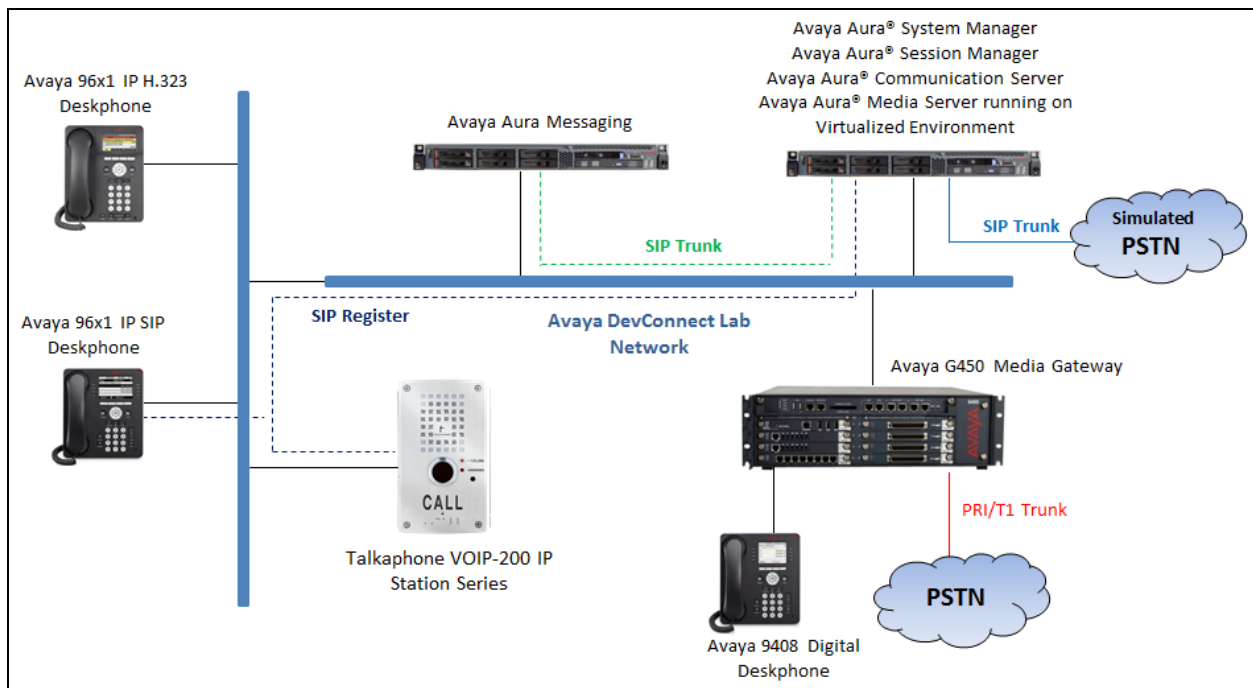 Avaya Aura® System Manager
Avaya Aura® Session Manager
Avaya Aura® Communication Server
Avaya Aura® Media Server running on
Virtualized Environment
Avaya 96x1 IP H.323
Deskphone
Avaya Aura Messaging
Simulated
PSTN
SIP Trunk
SIP Trunk
SIP Register
Avaya DevConnect Lab
Network
Avaya 96x1 IP SIP
Deskphone
Avaya G450 Media Gateway
AVAYA
CALL
PRI/T1 Trunk
Talkaphone VOIP-200 IP
Station Series
PSTN
Avaya 9408 Digital
Deskphone